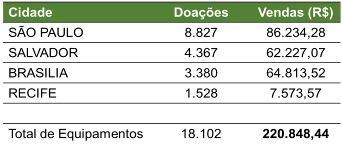 Cidade Doações Vendas (R$)
SÃO PAULO 8.827 86.234,28
SALVADOR 4.367 62.227,07
BRASILIA 3.380 64.813,52
RECIFE 1.528 7.573,57
Total de Equipamentos 18.102 220.848,44